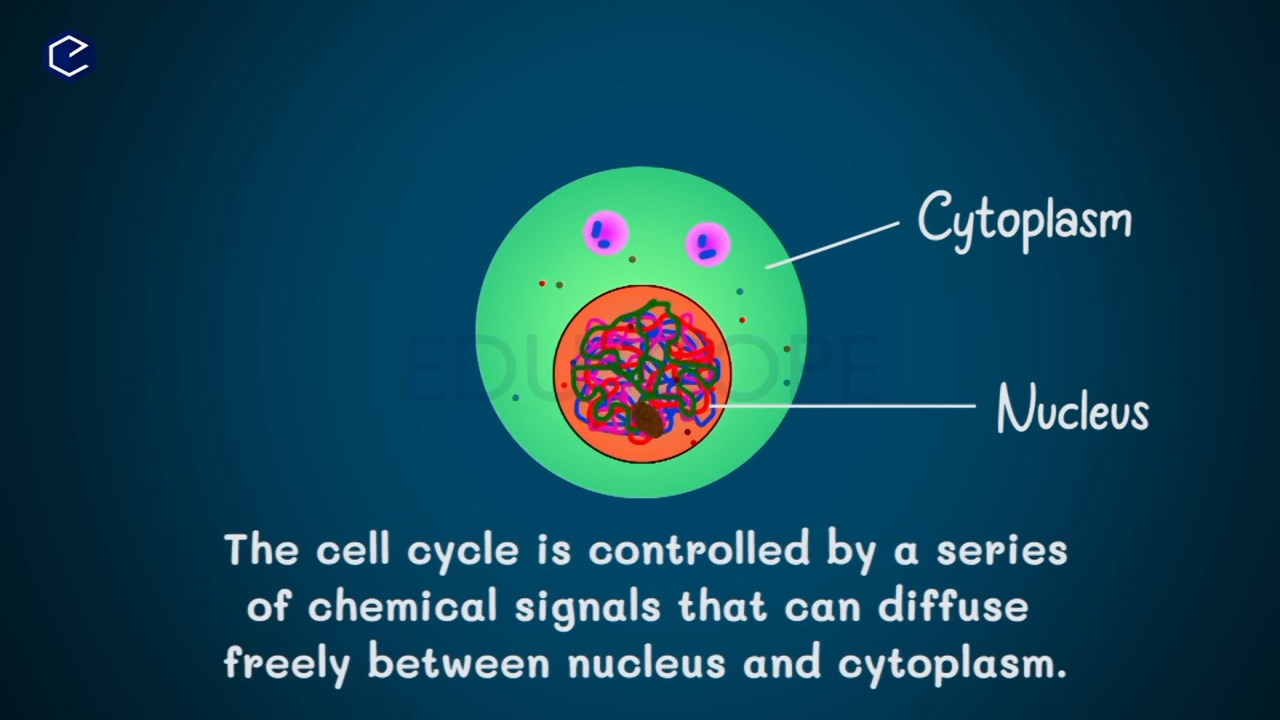 Cytoplasm
Nucleus
The cell cycle is controlled by a series
of chemical signals that can diffuse
freely between nucleus and cytoplasm.